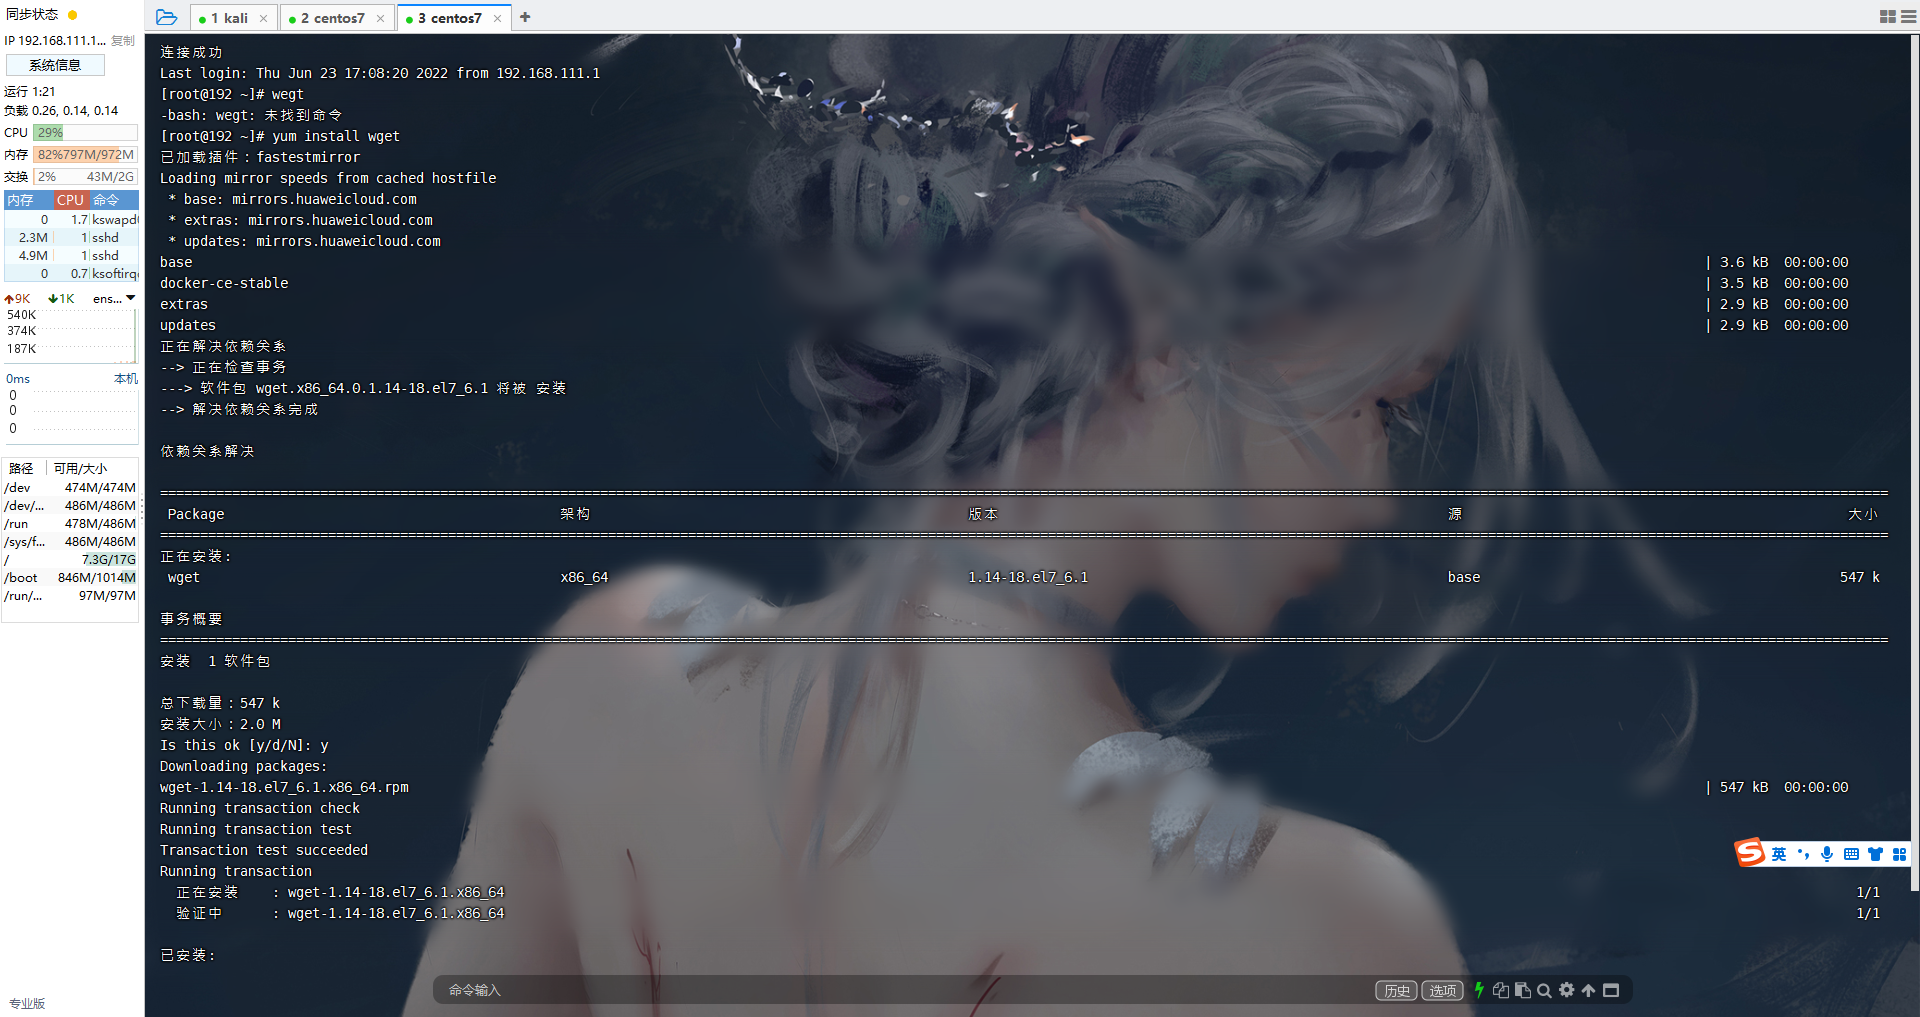 同步状态
IP 192.168.111.1... 复制
系统信息
运行 1:21
负载 0.26, 0.14, 0.14
CPU 29%
内存 82% 797M/972M
交换 2% 43M/2G
内存 CPU 命令
0 1.7 kswapd
2.3M 1 sshd
4.9M 1 sshd
0 0.7 ksoftirq
9K 1K ens...
540K
374K
187K
0ms 本机
0
0
0
路径 可用/大小
/dev 474M/474M
/dev/... 486M/486M
/run 478M/486M
/sys/f... 486M/486M
/ 7.3G/17G
/boot 846M/1014M
/run/... 97M/97M
专业版
1 kali
2 centos7
3 centos7
连接成功
Last login: Thu Jun 23 17:08:20 2022 from 192.168.111.1
[root@192 ~]# wegt
-bash: wegt: 未找到命令
[root@192 ~]# yum install wget
已加载插件：fastestmirror
Loading mirror speeds from cached hostfile
* base: mirrors.huaweicloud.com
* extras: mirrors.huaweicloud.com
* updates: mirrors.huaweicloud.com
base | 3.6 kB 00:00:00
docker-ce-stable | 3.5 kB 00:00:00
extras | 2.9 kB 00:00:00
updates | 2.9 kB 00:00:00
正在解决依赖关系
--> 正在检查事务
---> 软件包 wget.x86_64.0.1.14-18.el7_6.1 将被 安装
--> 解决依赖关系完成
依赖关系解决
Package 架构 版本 源 大小
正在安装:
wget x86_64 1.14-18.el7_6.1 base 547 k
事务概要
安装 1 软件包
总下载量：547 k
安装大小：2.0 M
Is this ok [y/d/N]: y
Downloading packages:
wget-1.14-18.el7_6.1.x86_64.rpm | 547 kB 00:00:00
Running transaction check
Running transaction test
Transaction test succeeded
Running transaction
正在安装 : wget-1.14-18.el7_6.1.x86_64 1/1
验证中 : wget-1.14-18.el7_6.1.x86_64 1/1
已安装:
命令输入 历史 选项
S 英